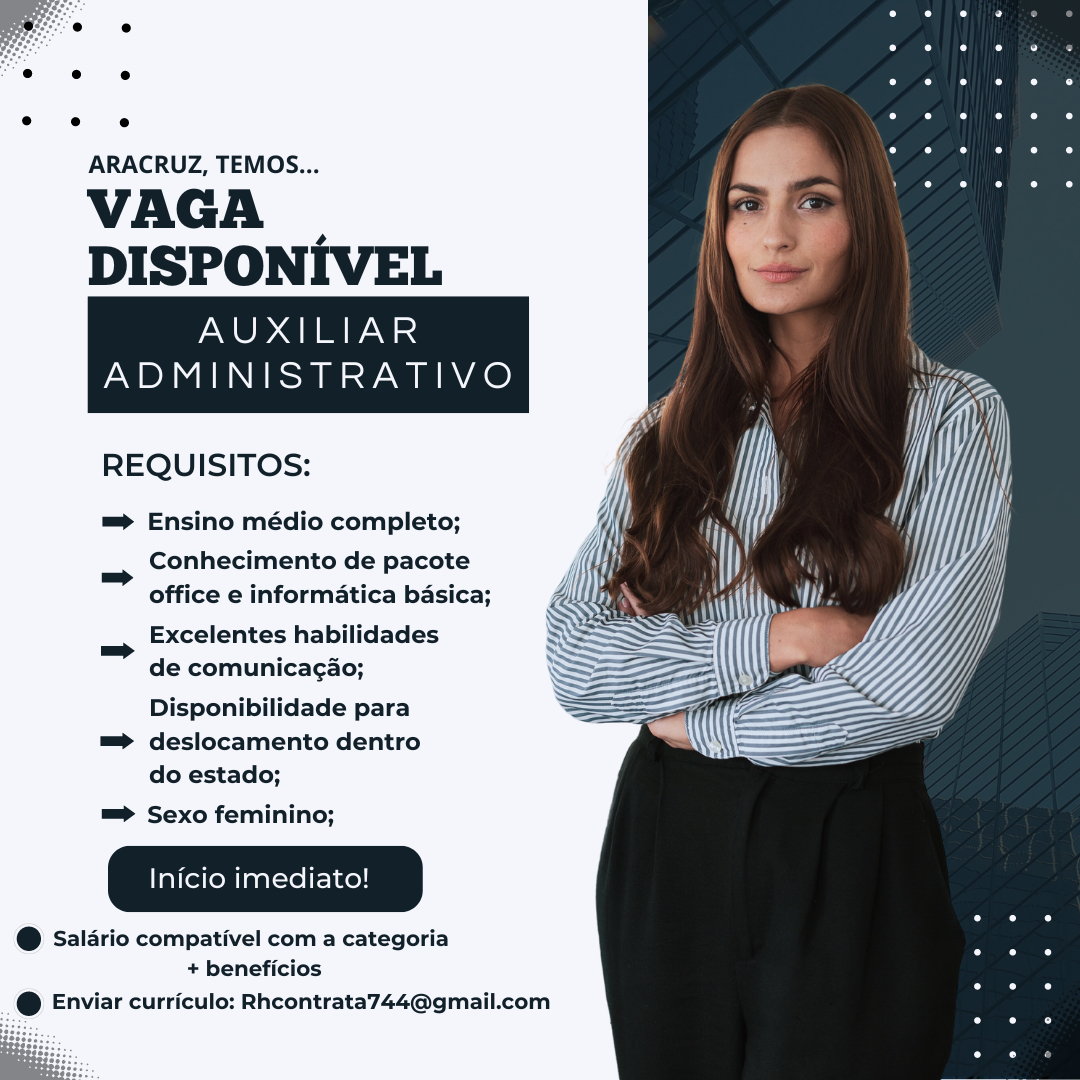 ARACRUZ, TEMOS...
VAGA
DISPONÍVEL
AUXILIAR
ADMINISTRATIVO
REQUISITOS:
Ensino médio completo;
Conhecimento de pacote
office e informática básica;
Excelentes habilidades
de comunicação;
Disponibilidade para
deslocamento dentro
do estado;
Sexo feminino;
Início imediato!
Salário compatível com a categoria
+ benefícios
Enviar currículo: Rhcontrata744@gmail.com